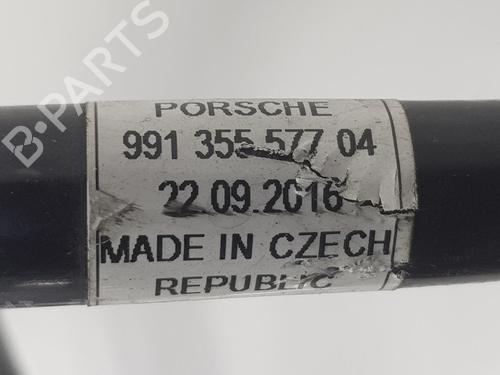 B-PARTS
PORSCHE
991 355 577 04
22 09.2016
MADE IN CZECH
REPUBLIC